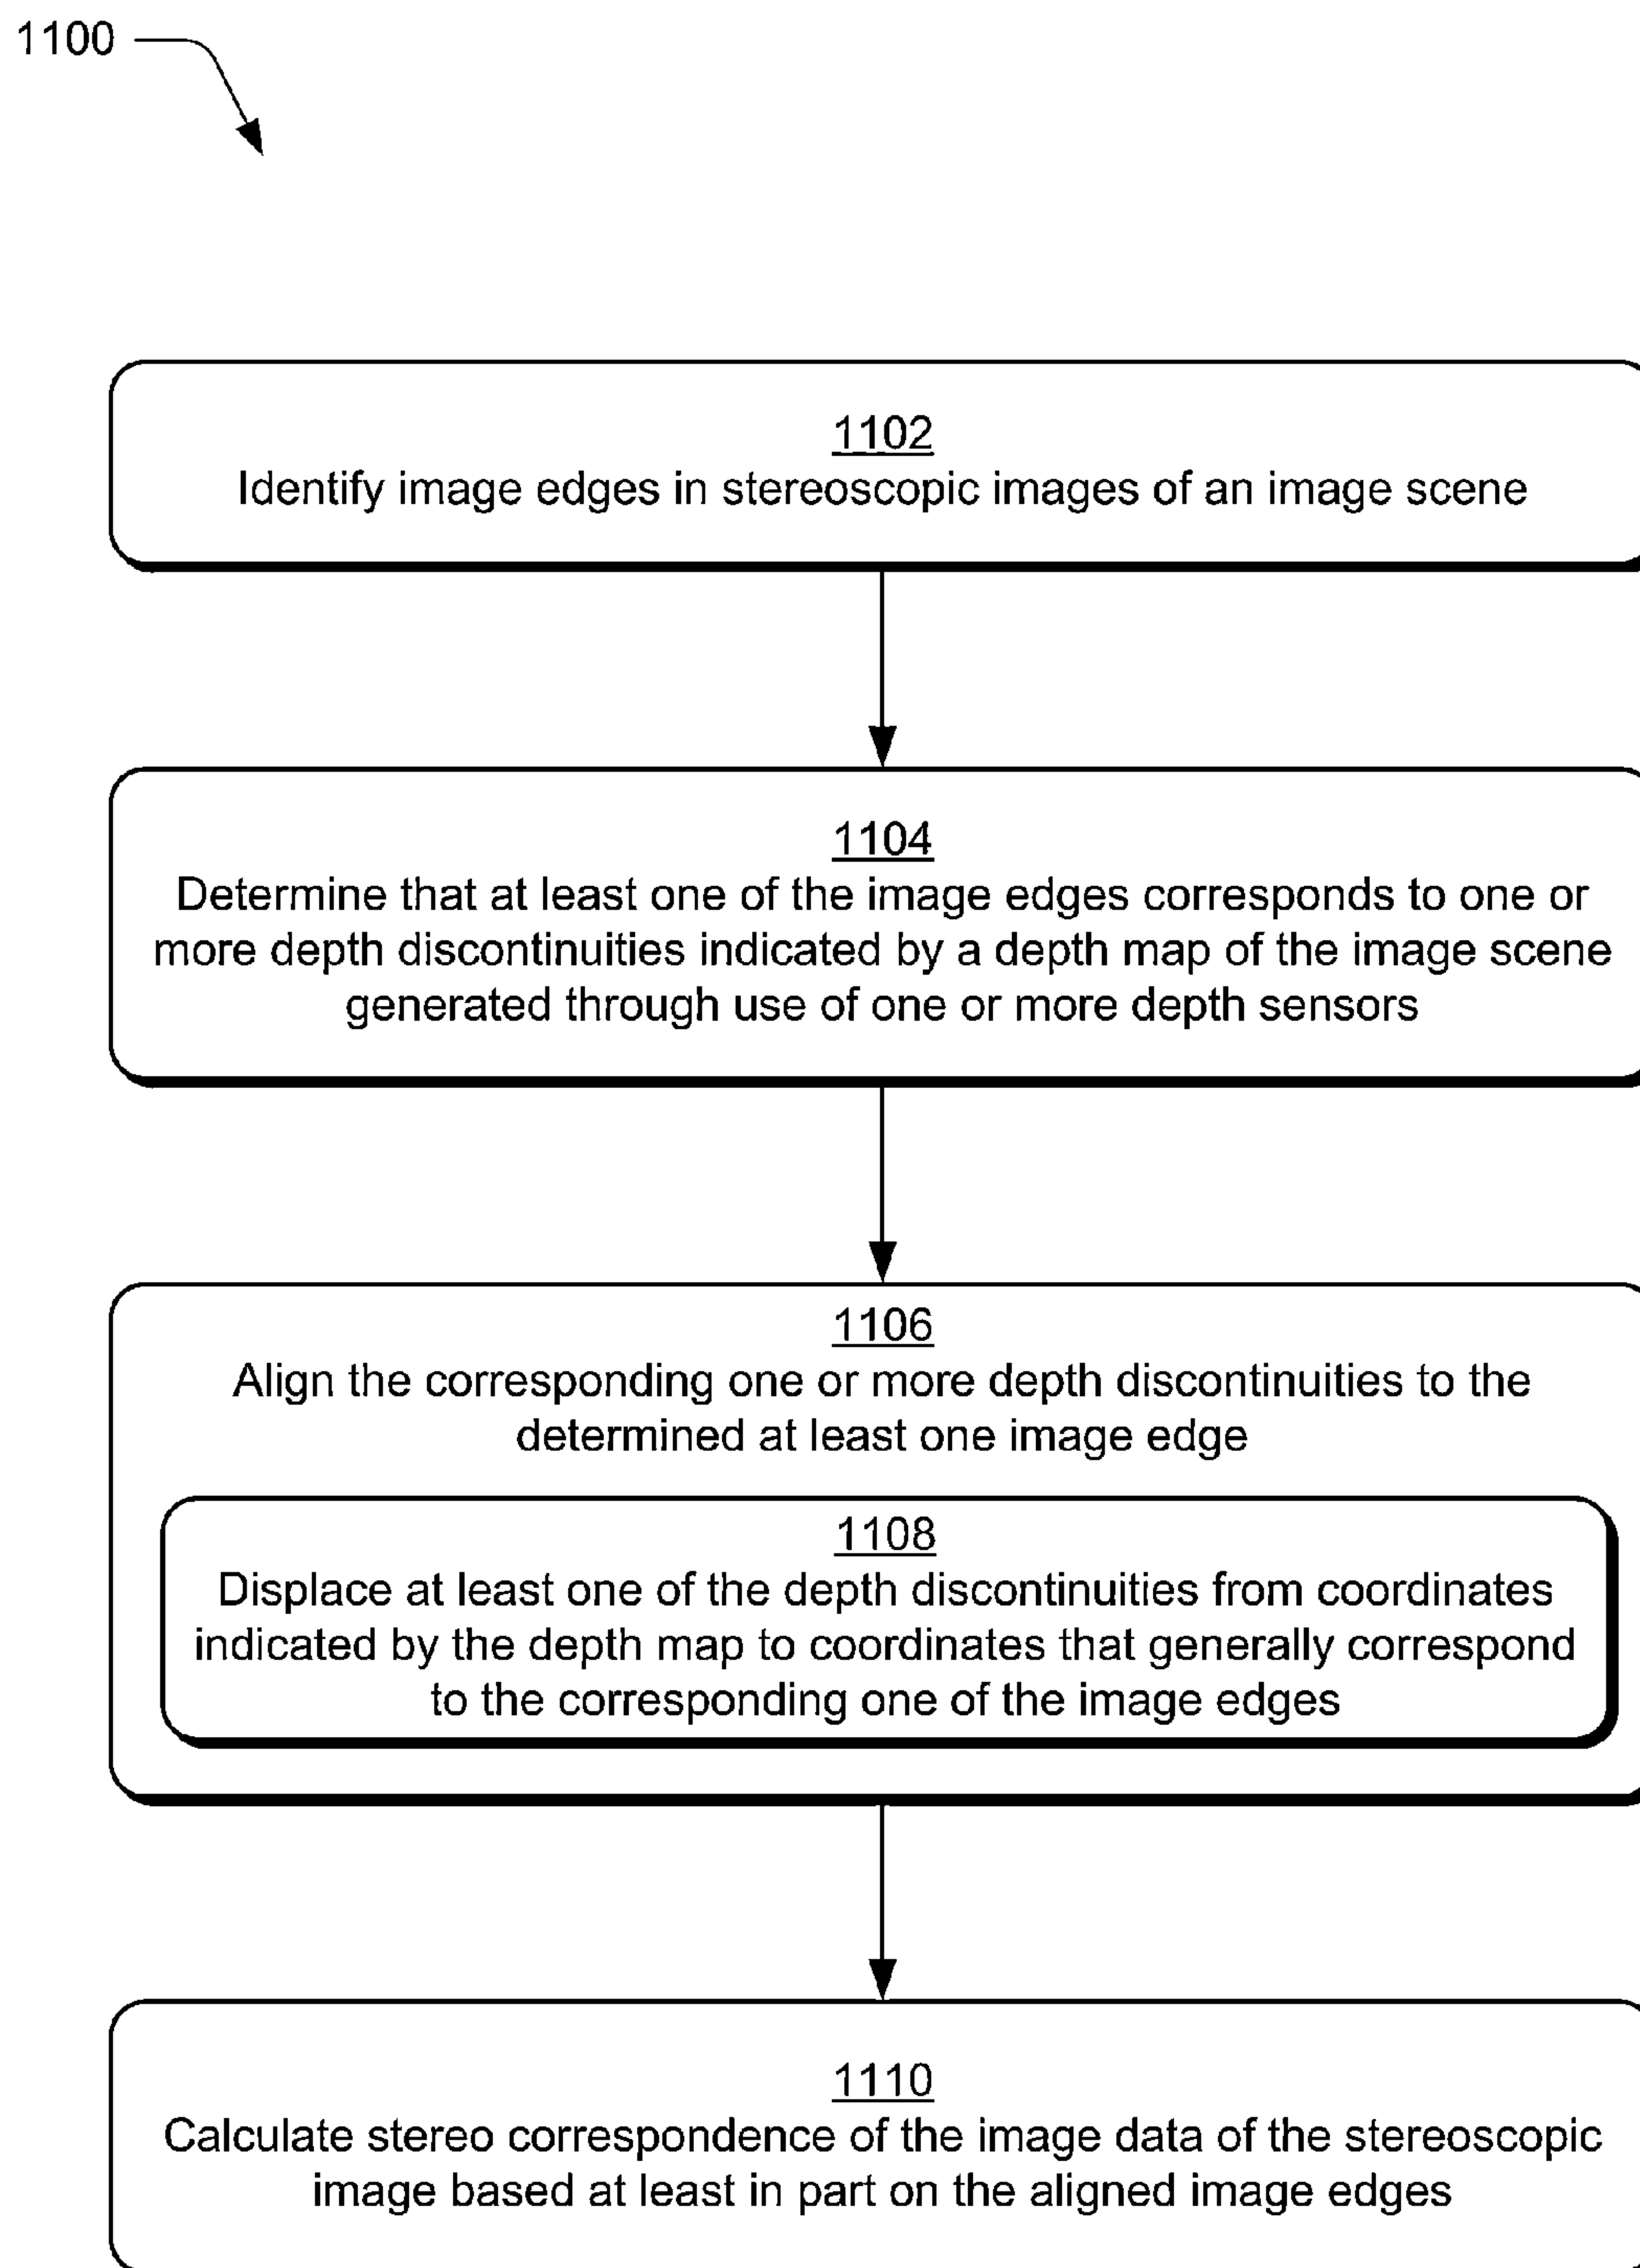 1100
1102
Identify image edges in stereoscopic images of an image scene
1104
Determine that at least one of the image edges corresponds to one or
more depth discontinuities indicated by a depth map of the image scene
generated through use of one or more depth sensors
1106
Align the corresponding one or more depth discontinuities to the
determined at least one image edge
1108
Displace at least one of the depth discontinuities from coordinates
indicated by the depth map to coordinates that generally correspond
to the corresponding one of the image edges
1110
Calculate stereo correspondence of the image data of the stereoscopic
image based at least in part on the aligned image edges